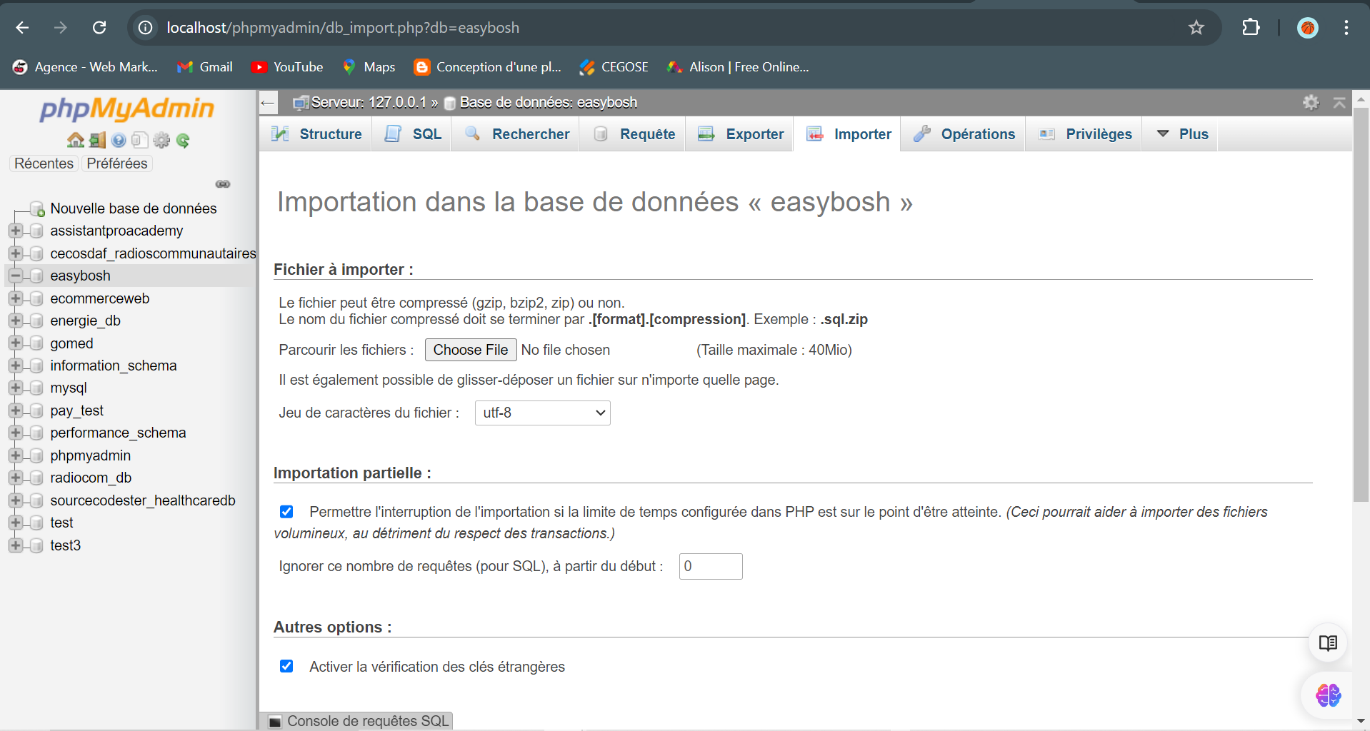 localhost/phpmyadmin/db_import.php?db=easybosh
Agence - Web Mark...
Gmail
YouTube
Maps
Conception d'une pl...
CEGOSE
Alison | Free Online...
phpMyAdmin
Récentes
Préférées
Nouvelle base de données
assistantproacademy
cecosdaf_radioscommunautaires
easybosh
ecommerceweb
energie_db
gomed
information_schema
mysql
pay_test
performance_schema
phpmyadmin
radiocom_db
sourcecodester_healthcaredb
test
test3
Serveur: 127.0.0.1 » Base de données: easybosh
Structure
SQL
Rechercher
Requête
Exporter
Importer
Opérations
Privilèges
Plus
Importation dans la base de données « easybosh »
Fichier à importer :
Le fichier peut être compressé (gzip, bzip2, zip) ou non.
Le nom du fichier compressé doit se terminer par .[format].[compression]. Exemple : .sql.zip
Parcourir les fichiers : Choose File No file chosen (Taille maximale : 40Mio)
Il est également possible de glisser-déposer un fichier sur n'importe quelle page.
Jeu de caractères du fichier : utf-8
Importation partielle :
Permettre l'interruption de l'importation si la limite de temps configurée dans PHP est sur le point d'être atteinte. (Ceci pourrait aider à importer des fichiers
volumineux, au détriment du respect des transactions.)
Ignorer ce nombre de requêtes (pour SQL), à partir du début : 0
Autres options :
Activer la vérification des clés étrangères
Console de requêtes SQL